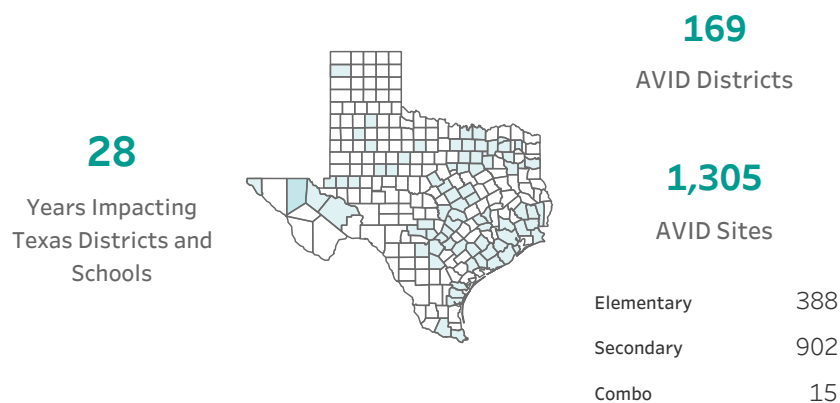 28
Years Impacting
Texas Districts and
Schools
169
AVID Districts
1,305
AVID Sites
Elementary 388
Secondary 902
Combo 15